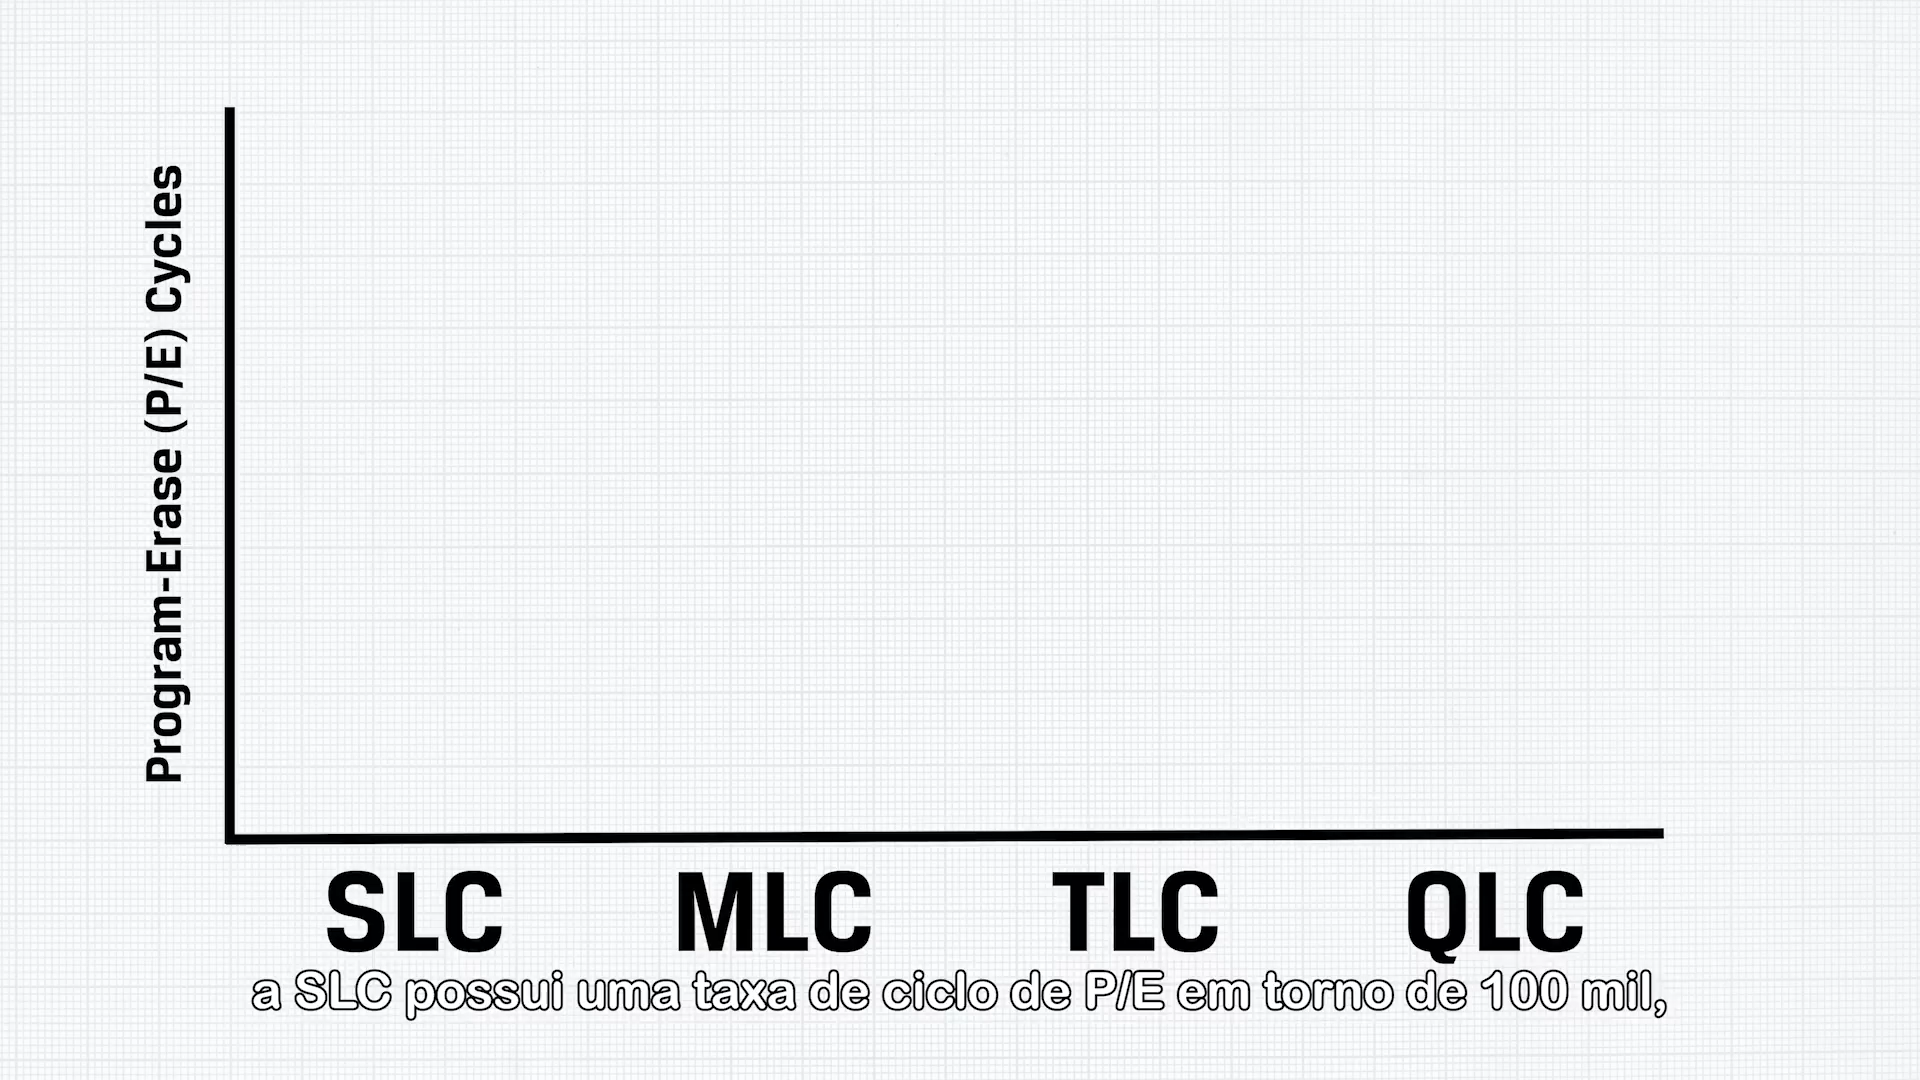 Program-Erase (P/E) Cycles
SLC MLC TLC QLC
a SLC possui uma taxa de ciclo de P/E em torno de 100 mil,